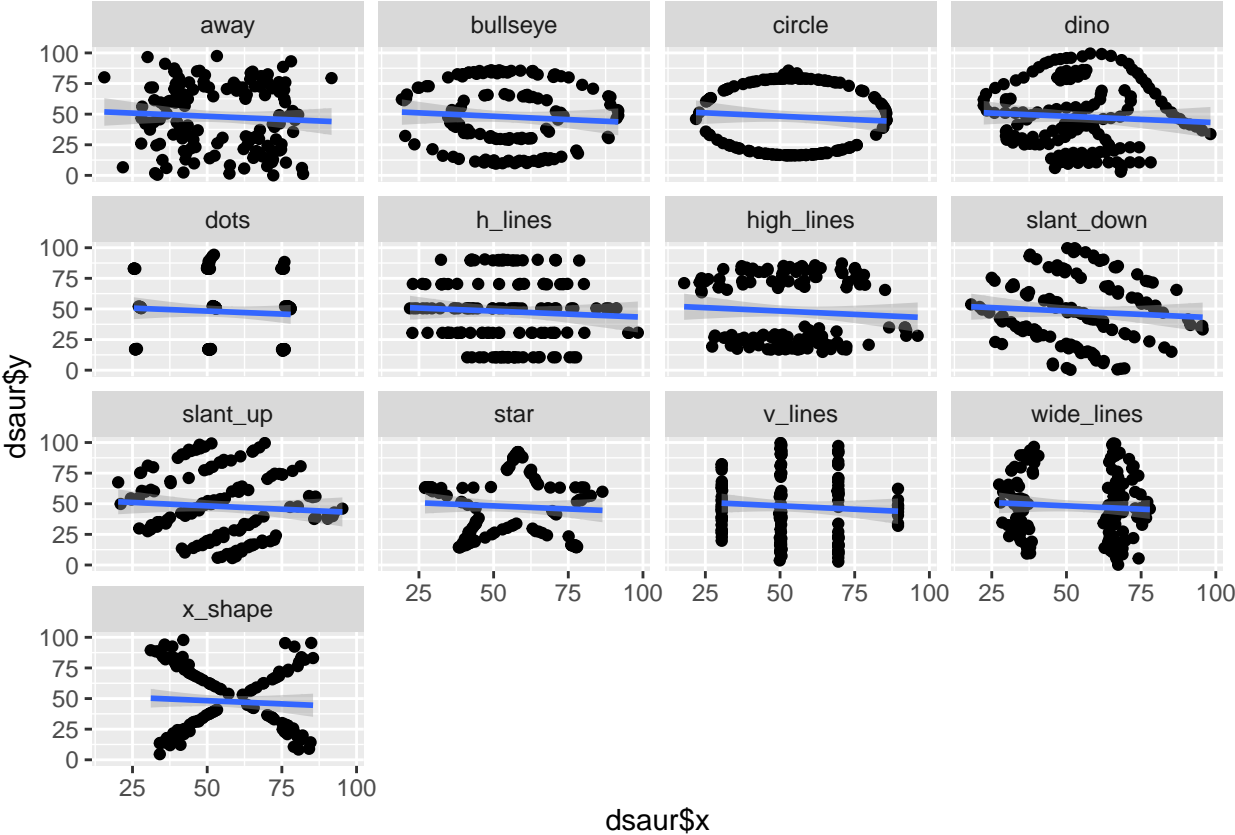 away bullseye circle dino
100
75
50
25
0
dots h_lines high_lines slant_down
100
75
50
25
0
slant_up star v_lines wide_lines
100
75
50
25
0
25 50 75 100 25 50 75 100 25 50 75 100
x_shape
100
75
50
25
0
25 50 75 100
dsaur$x
dsaur$y